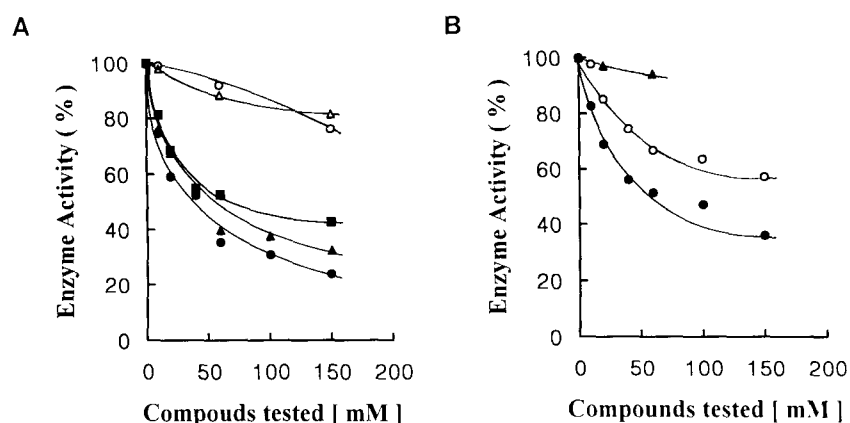 A
Enzyme Activity ( % )
100
80
60
40
20
0
0 50 100 150 200
Compouds tested [ mM ]
B
Enzyme Activity ( % )
100
80
60
40
20
0
0 50 100 150 200
Compounds tested [ mM ]